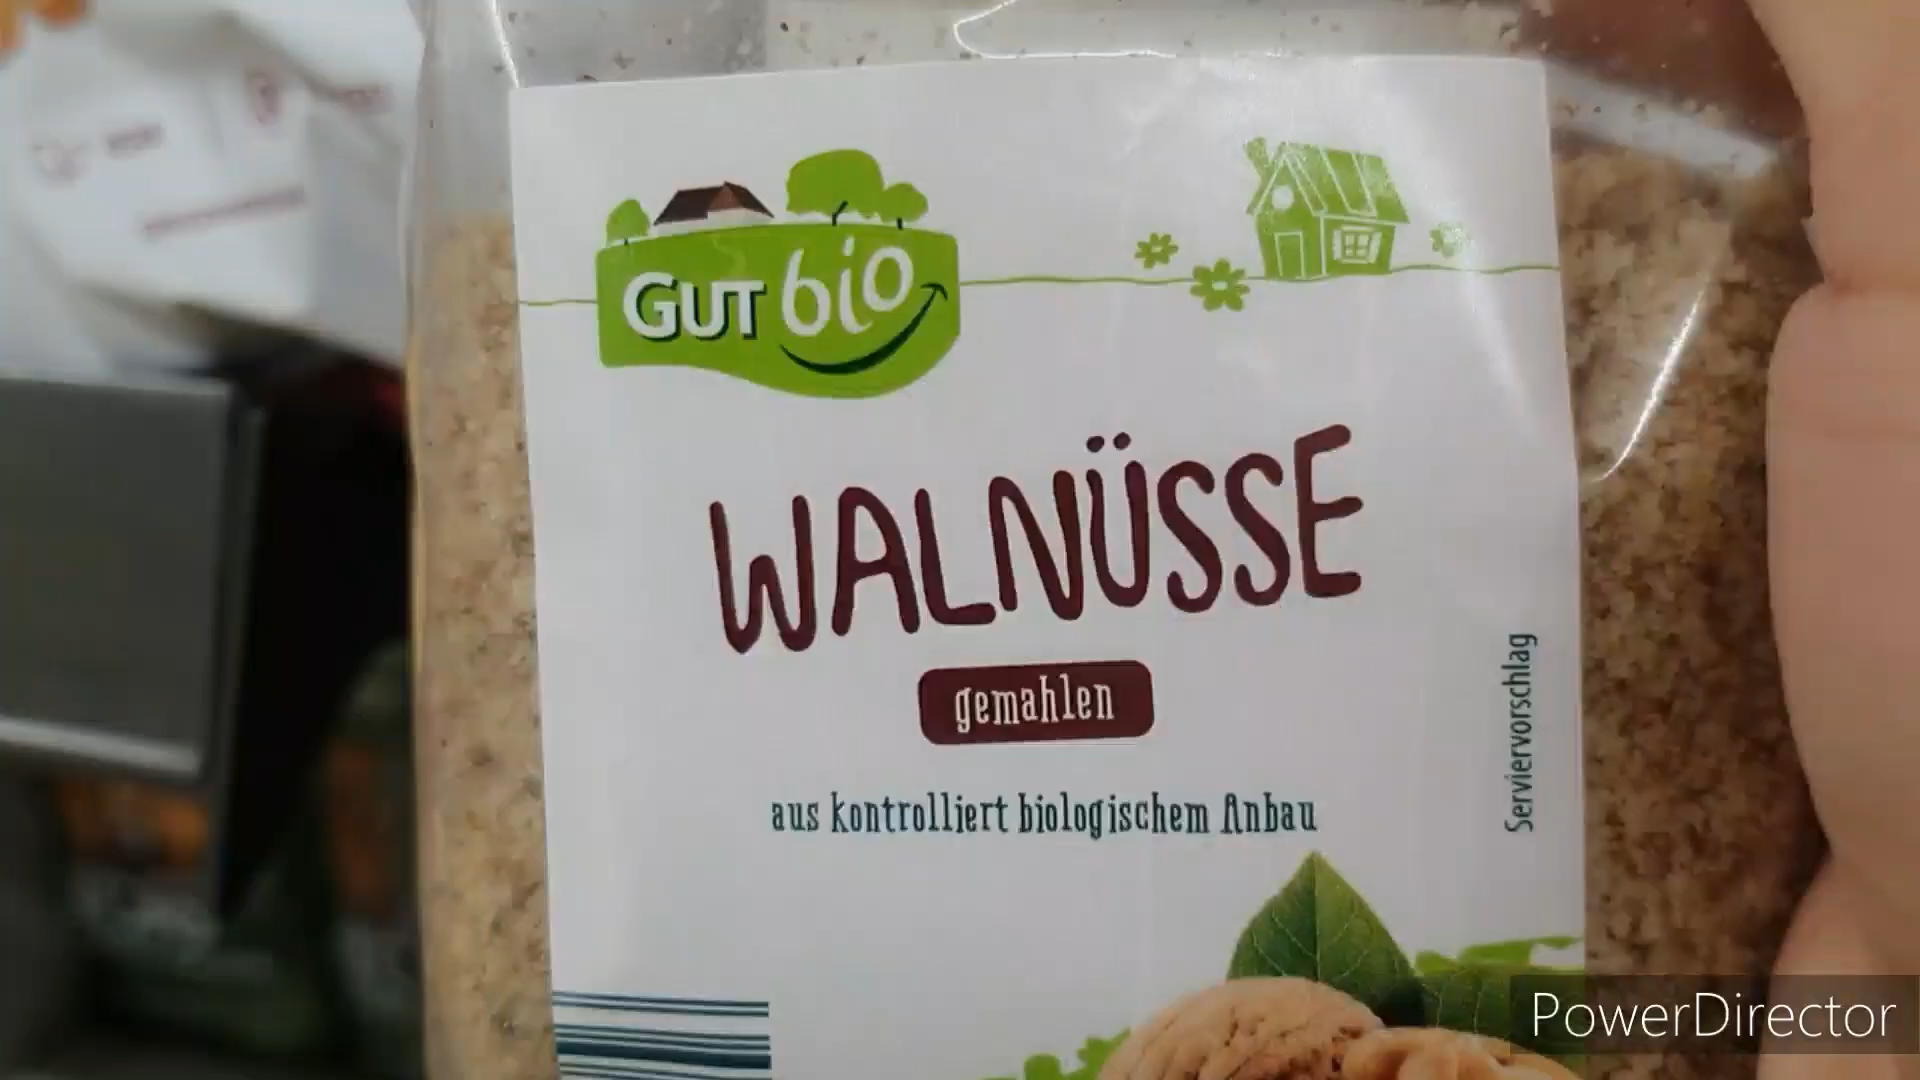 GUT bio
WALNÜSSE
gemahlen
aus kontrolliert biologischem Anbau
Serviervorschlag
PowerDirector